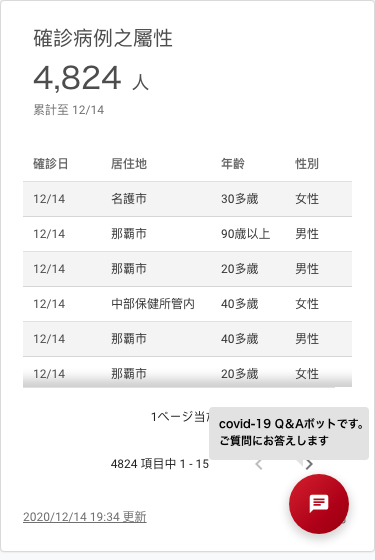 確診病例之屬性
4,824 人
累計至 12/14
確診日 居住地 年齡 性別
12/14 名護市 30多歲 女性
12/14 那覇市 90歲以上 男性
12/14 那覇市 20多歲 男性
12/14 中部保健所管内 40多歲 女性
12/14 那覇市 40多歲 男性
12/14 那覇市 20多歲 女性
1ページ当
covid-19 Q&Aボットです。
ご質問にお答えします
4824 項目中 1 - 15
2020/12/14 19:34 更新